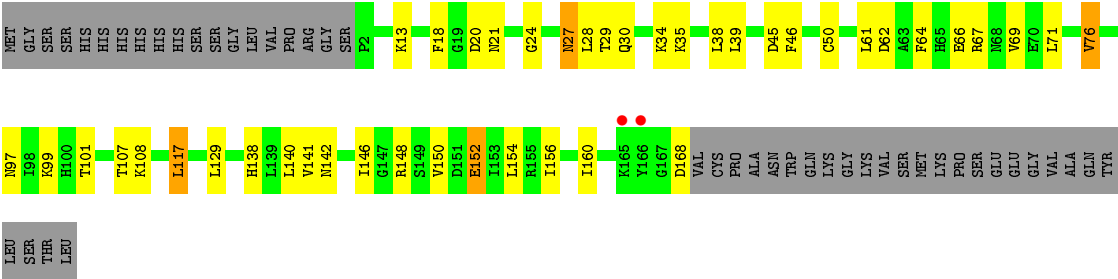 MET GLY SER SER HIS HIS HIS HIS HIS HIS SER SER GLY LEU VAL PRO ARG GLY SER P2 K13 F18 G19 D20 N21 G24 N27 L28 T29 Q30 K34 K35 L38 L39 D45 F46 C50 L61 D62 A63 F64 H65 E66 R67 N68 V69 E70 L71 V76
N97 I98 K99 H100 T101 T107 K108 L117 L129 H138 L139 L140 V141 N142 I146 G147 R148 S149 V150 D151 E152 I153 L154 R155 I156 I160 K165 Y166 G167 D168 VAL CYS PRO ALA ASN TRP GLN LYS GLY LYS VAL SER MET LYS PRO SER GLU GLU GLY VAL ALA GLN TYR
LEU SER THR LEU